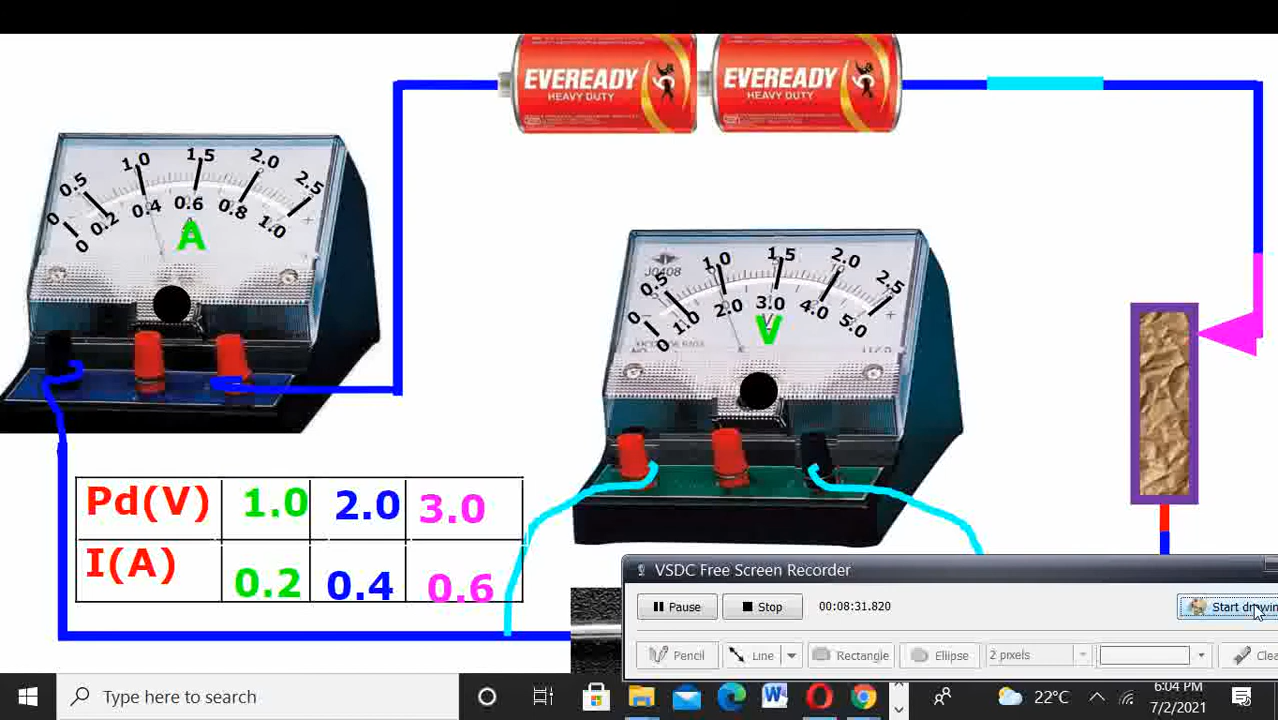 EVEREADY
HEAVY DUTY
EVEREADY
HEAVY DUTY
0 0.5 1.0 1.5 2.0 2.5
0 0.2 0.4 0.6 0.8 1.0
A
J0408
0 0.5 1.0 1.5 2.0 2.5
0 1.0 2.0 3.0 4.0 5.0
V
Pd(V) 1.0 2.0 3.0
I(A) 0.2 0.4 0.6
VSDC Free Screen Recorder
Pause Stop 00:08:31.820 Start drawin
Pencil Line Rectangle Ellipse 2 pixels Clea
Type here to search
22°C
6:04 PM
7/2/2021